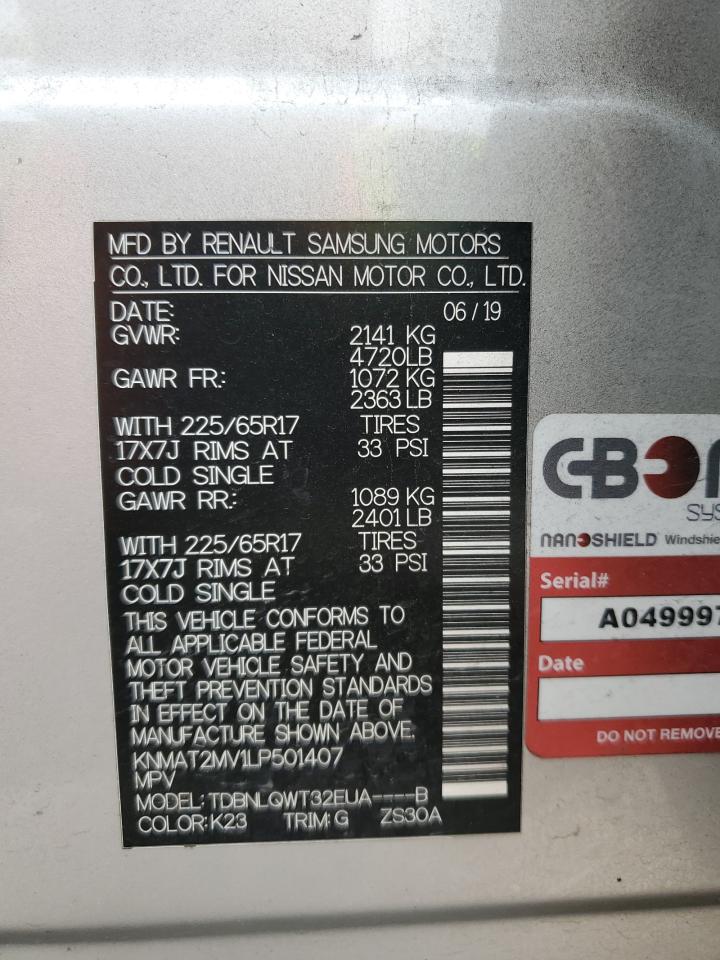 MFD BY RENAULT SAMSUNG MOTORS
CO., LTD. FOR NISSAN MOTOR CO., LTD.
DATE: 06/19
GVWR: 2141 KG
4720LB
GAWR FR.: 1072 KG
2363 LB
WITH 225/65R17 TIRES
17X7J RIMS AT 33 PSI
COLD SINGLE
GAWR RR.: 1089 KG
2401 LB
WITH 225/65R17 TIRES
17X7J RIMS AT 33 PSI
COLD SINGLE
THIS VEHICLE CONFORMS TO
ALL APPLICABLE FEDERAL
MOTOR VEHICLE SAFETY AND
THEFT PREVENTION STANDARDS
IN EFFECT ON THE DATE OF
MANUFACTURE SHOWN ABOVE.
KNMAT2MV1LP501407
MPV
MODEL: TDBNLQWT32EUA----B
COLOR:K23 TRIM:G ZS30A
NANOSHIELD
Serial#
A049997
Date
DO NOT REMOVE